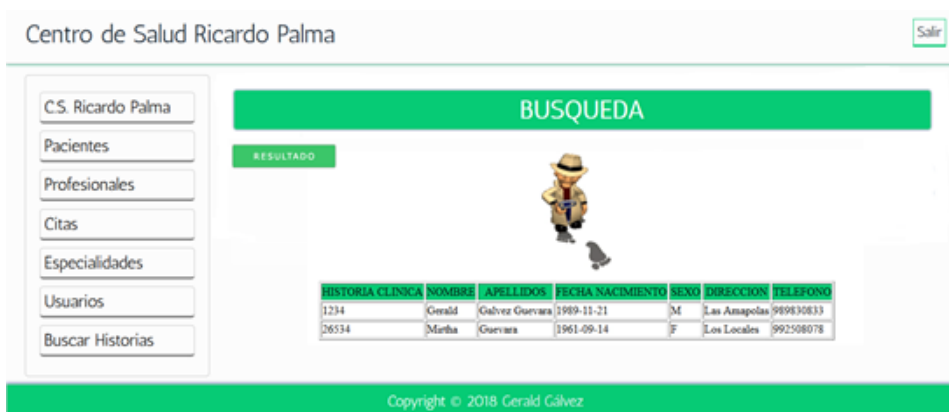 Centro de Salud Ricardo Palma
Salir
C.S. Ricardo Palma
Pacientes
Profesionales
Citas
Especialidades
Usuarios
Buscar Historias
BUSQUEDA
RESULTADO
HISTORIA CLINICA NOMBRE APELLIDOS FECHA NACIMIENTO SEXO DIRECCION TELEFONO
1234 Gerald Galvez Guevara 1989-11-21 M Las Amapolas 989830833
26534 Mirtha Guevara 1961-09-14 F Los Locales 992508078
Copyright © 2018 Gerald Gálvez